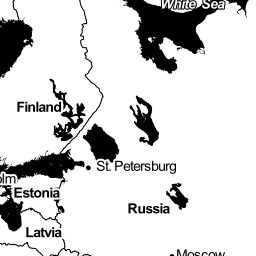 White Sea
Finland
St. Petersburg
Estonia
Russia
Latvia
Moscow